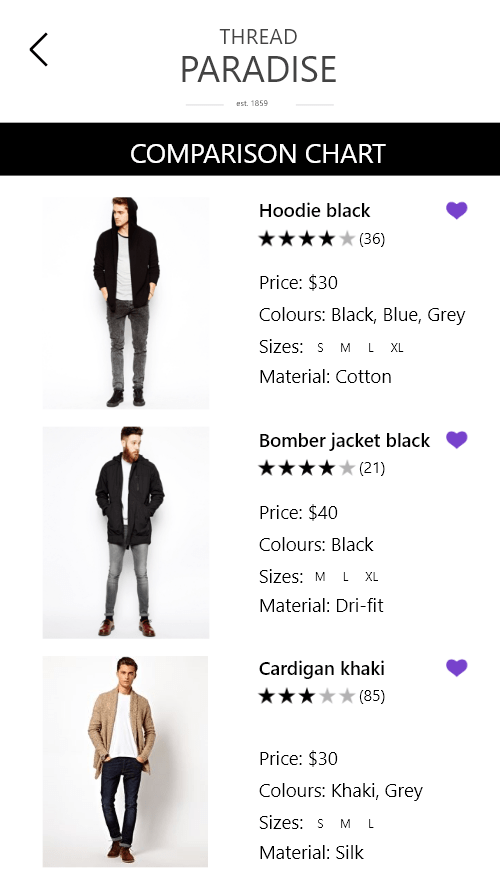 THREAD
PARADISE
est. 1859
COMPARISON CHART
Hoodie black
(36)
Price: $30
Colours: Black, Blue, Grey
Sizes: S M L XL
Material: Cotton
Bomber jacket black
(21)
Price: $40
Colours: Black
Sizes: M L XL
Material: Dri-fit
Cardigan khaki
(85)
Price: $30
Colours: Khaki, Grey
Sizes: S M L
Material: Silk